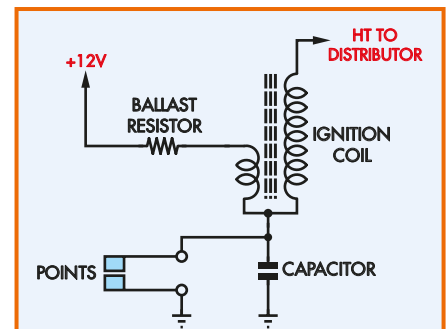 HT TO
DISTRIBUTOR
+12V
BALLAST
RESISTOR
IGNITION
COIL
POINTS
CAPACITOR